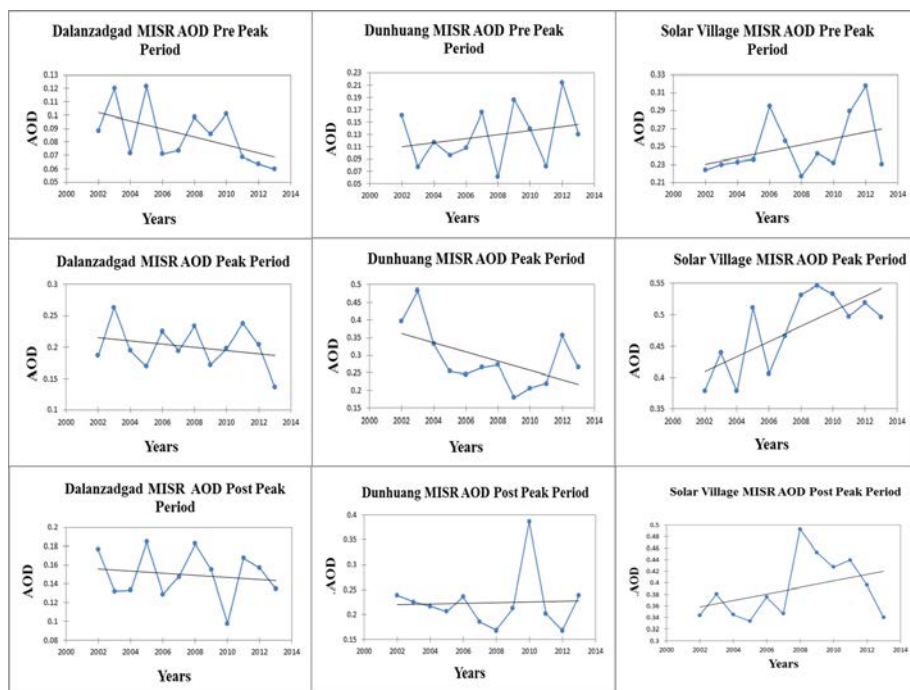 Dalanzadgad MISR AOD Pre Peak
Period
0.13
0.12
0.11
0.1
0.09
0.08
0.07
0.06
0.05
AOD
2000 2002 2004 2006 2008 2010 2012 2014
Years
Dunhuang MISR AOD Pre Peak
Period
0.23
0.21
0.19
0.17
0.15
0.13
0.11
0.09
0.07
0.05
AOD
2000 2002 2004 2006 2008 2010 2012 2014
Years
Solar Village MISR AOD Pre Peak
Period
0.33
0.31
0.29
0.27
0.25
0.23
0.21
AOD
2000 2002 2004 2006 2008 2010 2012 2014
Years
Dalanzadgad MISR AOD Peak Period
0.3
0.25
0.2
0.15
0.1
AOD
2000 2002 2004 2006 2008 2010 2012 2014
Years
Dunhuang MISR AOD Peak Period
0.5
0.45
0.4
0.35
0.3
0.25
0.2
0.15
AOD
2000 2002 2004 2006 2008 2010 2012 2014
Years
Solar Village MISR AOD Peak Period
0.55
0.5
0.45
0.4
0.35
AOD
2000 2002 2004 2006 2008 2010 2012 2014
Years
Dalanzadgad MISR AOD Post Peak
Period
0.2
0.18
0.16
0.14
0.12
0.1
0.08
AOD
2000 2002 2004 2006 2008 2010 2012 2014
Years
Dunhuang MISR AOD Post Peak Period
0.4
0.35
0.3
0.25
0.2
0.15
.AOD
2000 2002 2004 2006 2008 2010 2012 2014
Years
Solar Village MISR AOD Post Peak Period
0.5
0.48
0.46
0.44
0.42
0.4
0.38
0.36
0.34
0.32
0.3
.AOD
2000 2002 2004 2006 2008 2010 2012 2014
Years